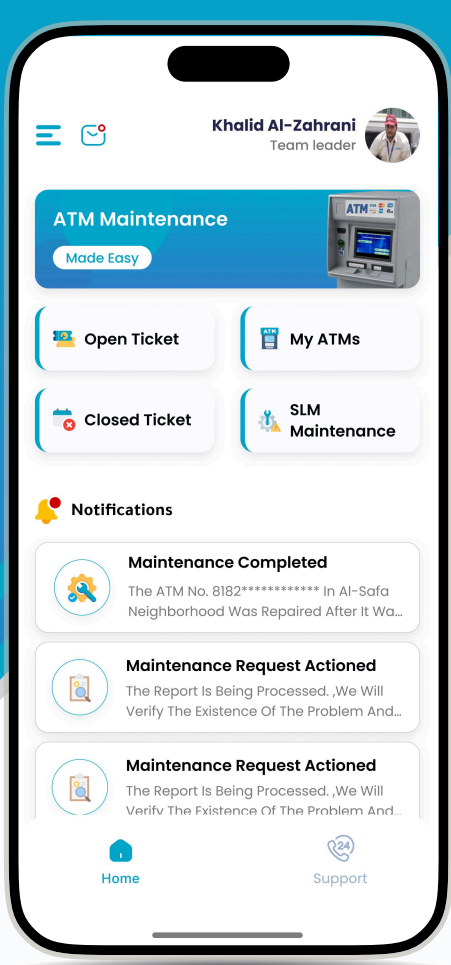 Khalid Al-Zahrani
Team leader
ATM Maintenance
Made Easy
ATM
Open Ticket
ATM
My ATMs
Closed Ticket
SLM
Maintenance
Notifications
Maintenance Completed
The ATM No. 8182************ In Al-Safa
Neighborhood Was Repaired After It Wa...
Maintenance Request Actioned
The Report Is Being Processed. ,We Will
Verify The Existence Of The Problem And...
Maintenance Request Actioned
The Report Is Being Processed. ,We Will
Verify The Existence Of The Problem And...
24
Home
Support